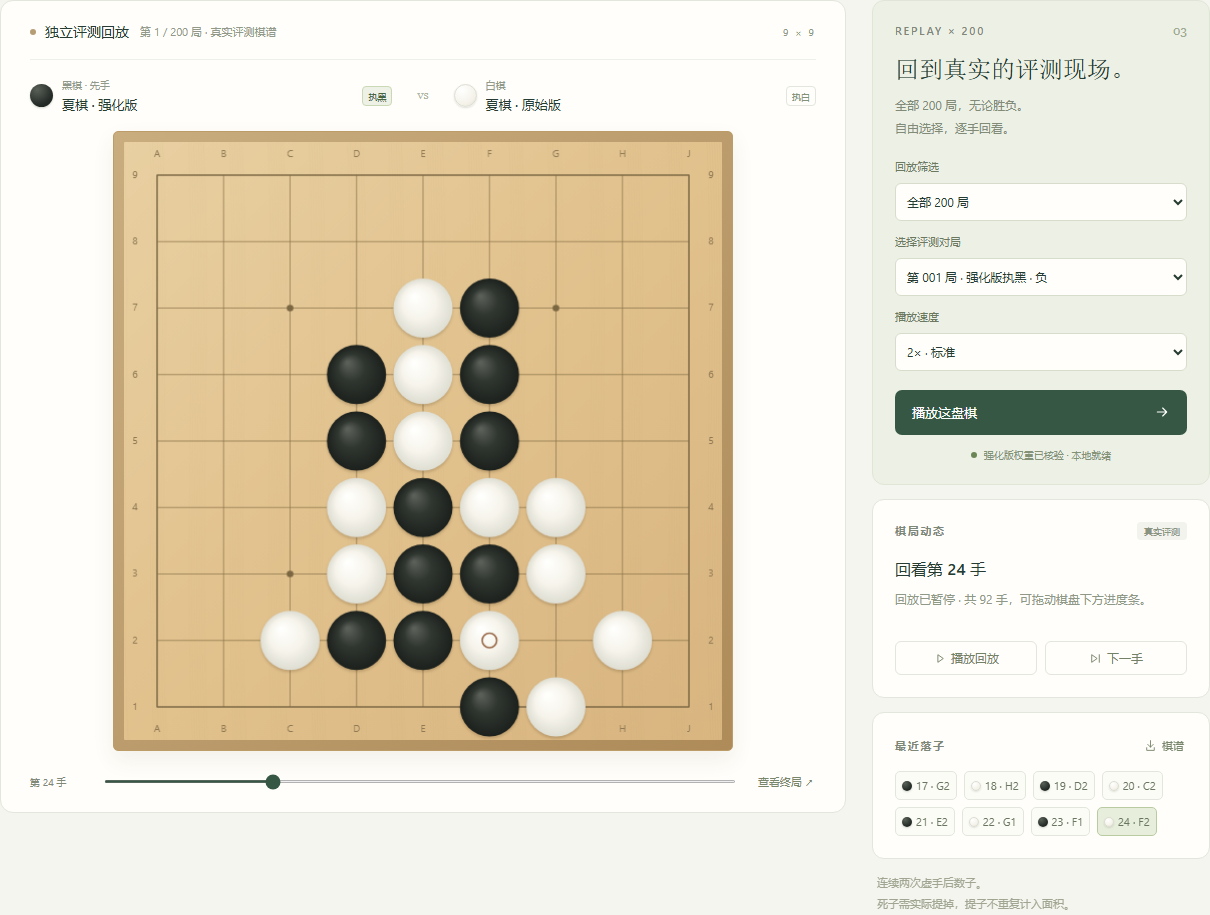 独立评测回放 第 1 / 200 局 · 真实评测棋谱 9 × 9
黑棋 · 先手
夏棋 · 强化版
执黑
VS
白棋
夏棋 · 原始版
执白
A B C D E F G H J
9 9
8 8
7 7
6 6
5 5
4 4
3 3
2 2
1 1
A B C D E F G H J
第 24 手 查看终局 ↗
REPLAY × 200 03
回到真实的评测现场。
全部 200 局，无论胜负。
自由选择，逐手回看。
回放筛选
全部 200 局
选择评测对局
第 001 局 · 强化版执黑 · 负
播放速度
2× · 标准
播放这盘棋 →
强化版权重已核验 · 本地就绪
棋局动态 真实评测
回看第 24 手
回放已暂停 · 共 92 手，可拖动棋盘下方进度条。
播放回放 下一手
最近落子 棋谱
17 · G2 18 · H2 19 · D2 20 · C2
21 · E2 22 · G1 23 · F1 24 · F2
连续两次虚手后数子。
死子需实际提掉，提子不重复计入面积。